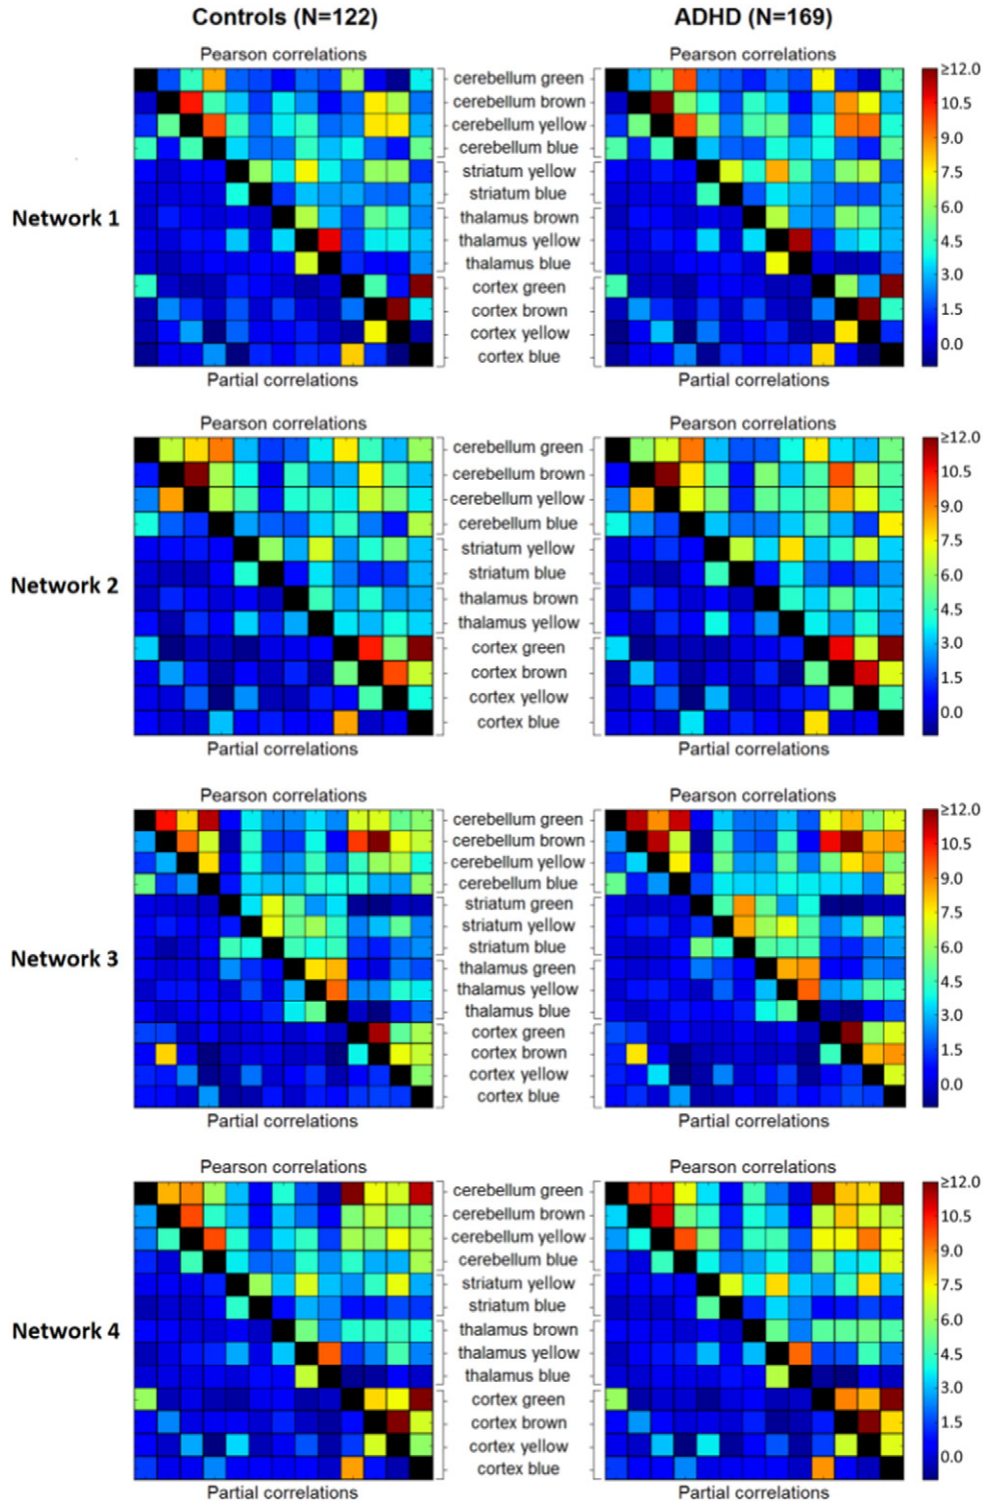 Controls (N=122) ADHD (N=169)
Pearson correlations Pearson correlations
cerebellum green ≥12.0
cerebellum brown 10.5
cerebellum yellow 9.0
cerebellum blue
striatum yellow 7.5
striatum blue 6.0
Network 1 thalamus brown
thalamus yellow 4.5
thalamus blue 3.0
cortex green
cortex brown 1.5
cortex yellow 0.0
cortex blue
Partial correlations Partial correlations
Pearson correlations Pearson correlations
cerebellum green ≥12.0
cerebellum brown 10.5
cerebellum yellow 9.0
cerebellum blue
striatum yellow 7.5
striatum blue 6.0
Network 2 thalamus brown
thalamus yellow 4.5
cortex green 3.0
cortex brown 1.5
cortex yellow
cortex blue 0.0
Partial correlations Partial correlations
Pearson correlations Pearson correlations
cerebellum green ≥12.0
cerebellum brown 10.5
cerebellum yellow
cerebellum blue 9.0
striatum green
striatum yellow 7.5
striatum blue 6.0
Network 3 thalamus green
thalamus yellow 4.5
thalamus blue 3.0
cortex green
cortex brown 1.5
cortex yellow 0.0
cortex blue
Partial correlations Partial correlations
Pearson correlations Pearson correlations
cerebellum green ≥12.0
cerebellum brown 10.5
cerebellum yellow 9.0
cerebellum blue
striatum yellow 7.5
striatum blue 6.0
Network 4 thalamus brown
thalamus yellow 4.5
thalamus blue 3.0
cortex green
cortex brown 1.5
cortex yellow 0.0
cortex blue
Partial correlations Partial correlations